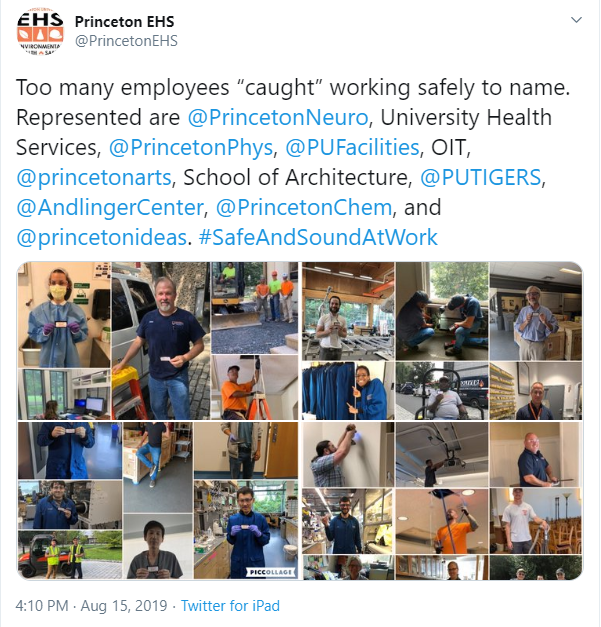 EHS
ENVIRONMENTAL
Princeton EHS
@PrincetonEHS
Too many employees “caught” working safely to name.
Represented are @PrincetonNeuro, University Health
Services, @PrincetonPhys, @PUFacilities, OIT,
@princetonarts, School of Architecture, @PUTIGERS,
@AndlingerCenter, @PrincetonChem, and
@princetonideas. #SafeAndSoundAtWork
PICCOLLAGE
4:10 PM · Aug 15, 2019 · Twitter for iPad